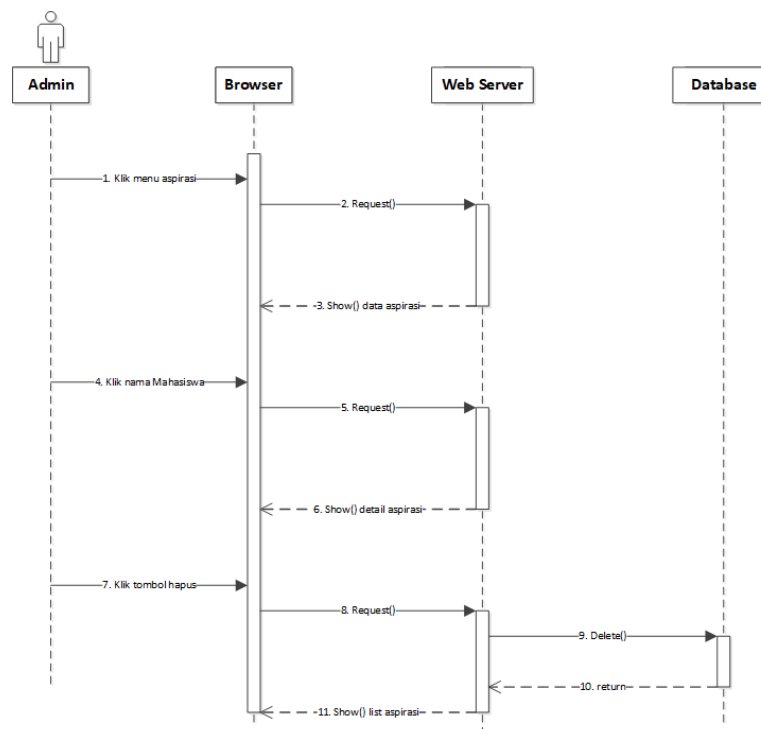 Admin
Browser
Web Server
Database
1. Klik menu aspirasi
2. Request()
3. Show() data aspirasi
4. Klik nama Mahasiswa
5. Request()
6. Show() detail aspirasi
7. Klik tombol hapus
8. Request()
9. Delete()
10. return
11. Show() list aspirasi